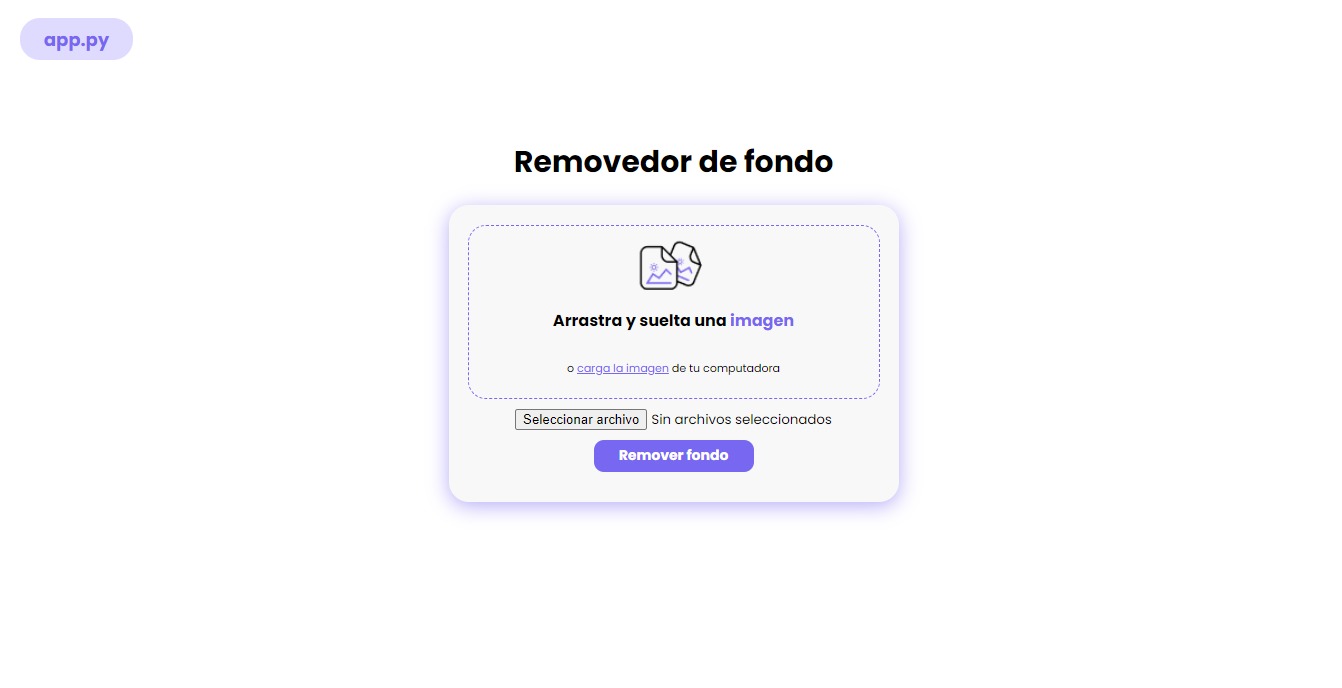 app.py
Removedor de fondo
Arrastra y suelta una imagen
o carga la imagen de tu computadora
Seleccionar archivo Sin archivos seleccionados
Remover fondo